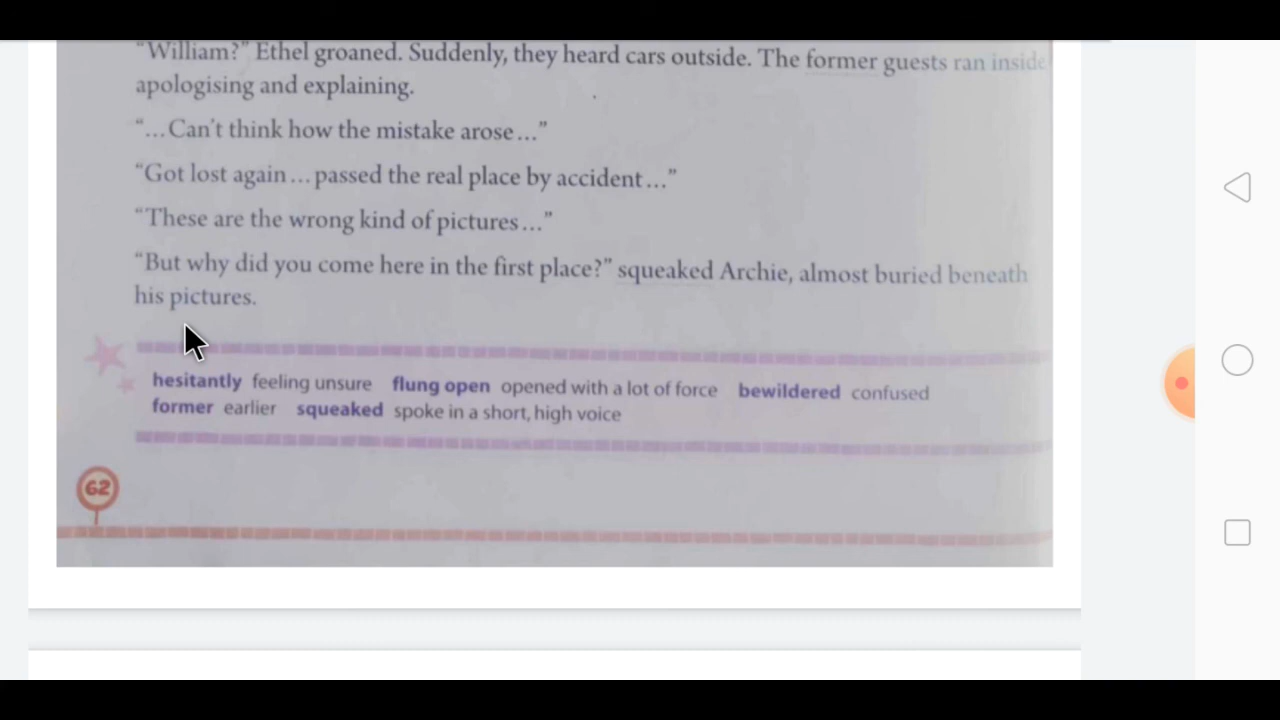 "William?" Ethel groaned. Suddenly, they heard cars outside. The former guests ran inside
apologising and explaining.
"...Can't think how the mistake arose..."
"Got lost again... passed the real place by accident..."
"These are the wrong kind of pictures..."
"But why did you come here in the first place?" squeaked Archie, almost buried beneath
his pictures.
hesitantly feeling unsure flung open opened with a lot of force bewildered confused
former earlier squeaked spoke in a short, high voice
62